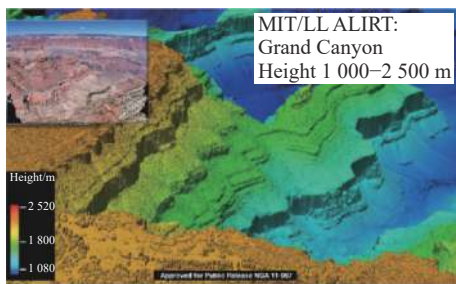 MIT/LL ALIRT:
Grand Canyon
Height 1 000−2 500 m
Height/m
2 520
1 800
1 080
Approved for Public Release NGA 11-067